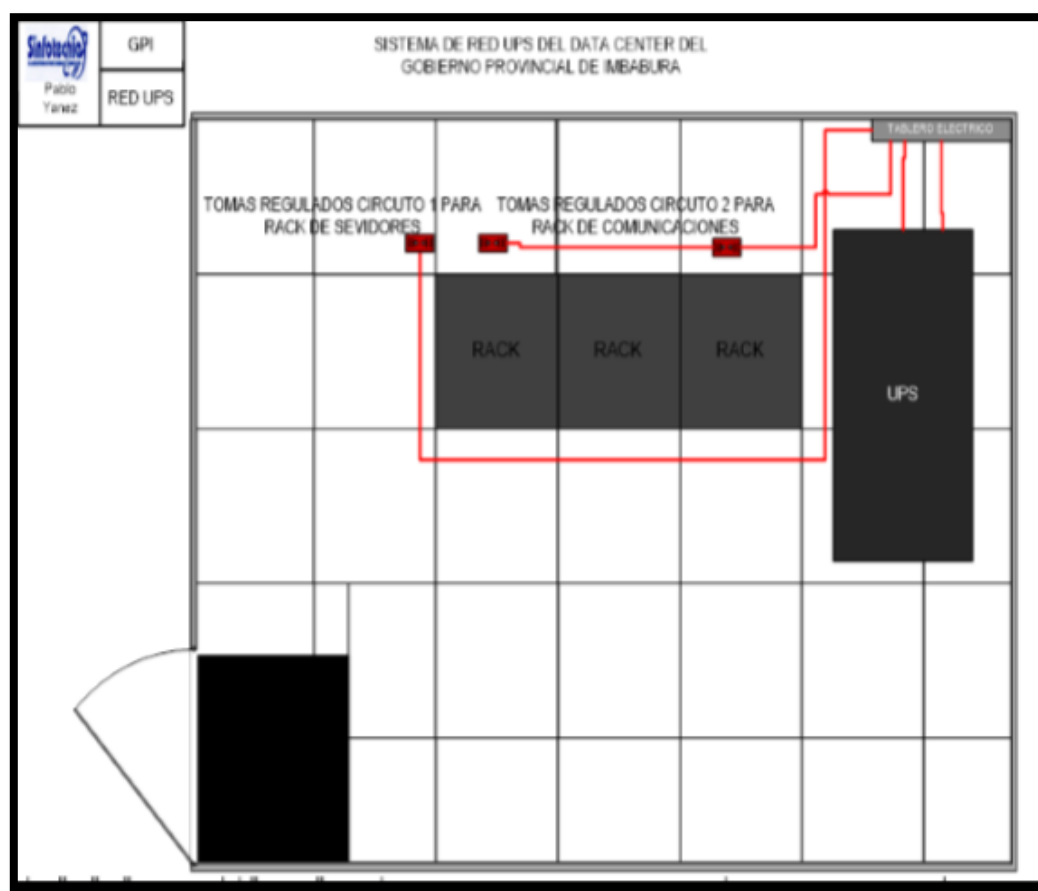 Sinfotecnia
Pablo
Yanez
GPI
RED UPS
SISTEMA DE RED UPS DEL DATA CENTER DEL
GOBIERNO PROVINCIAL DE IMBABURA
TABLERO ELECTRICO
TOMAS REGULADOS CIRCUTO 1 PARA
RACK DE SEVIDORES
TOMAS REGULADOS CIRCUTO 2 PARA
RACK DE COMUNICACIONES
RACK
RACK
RACK
UPS